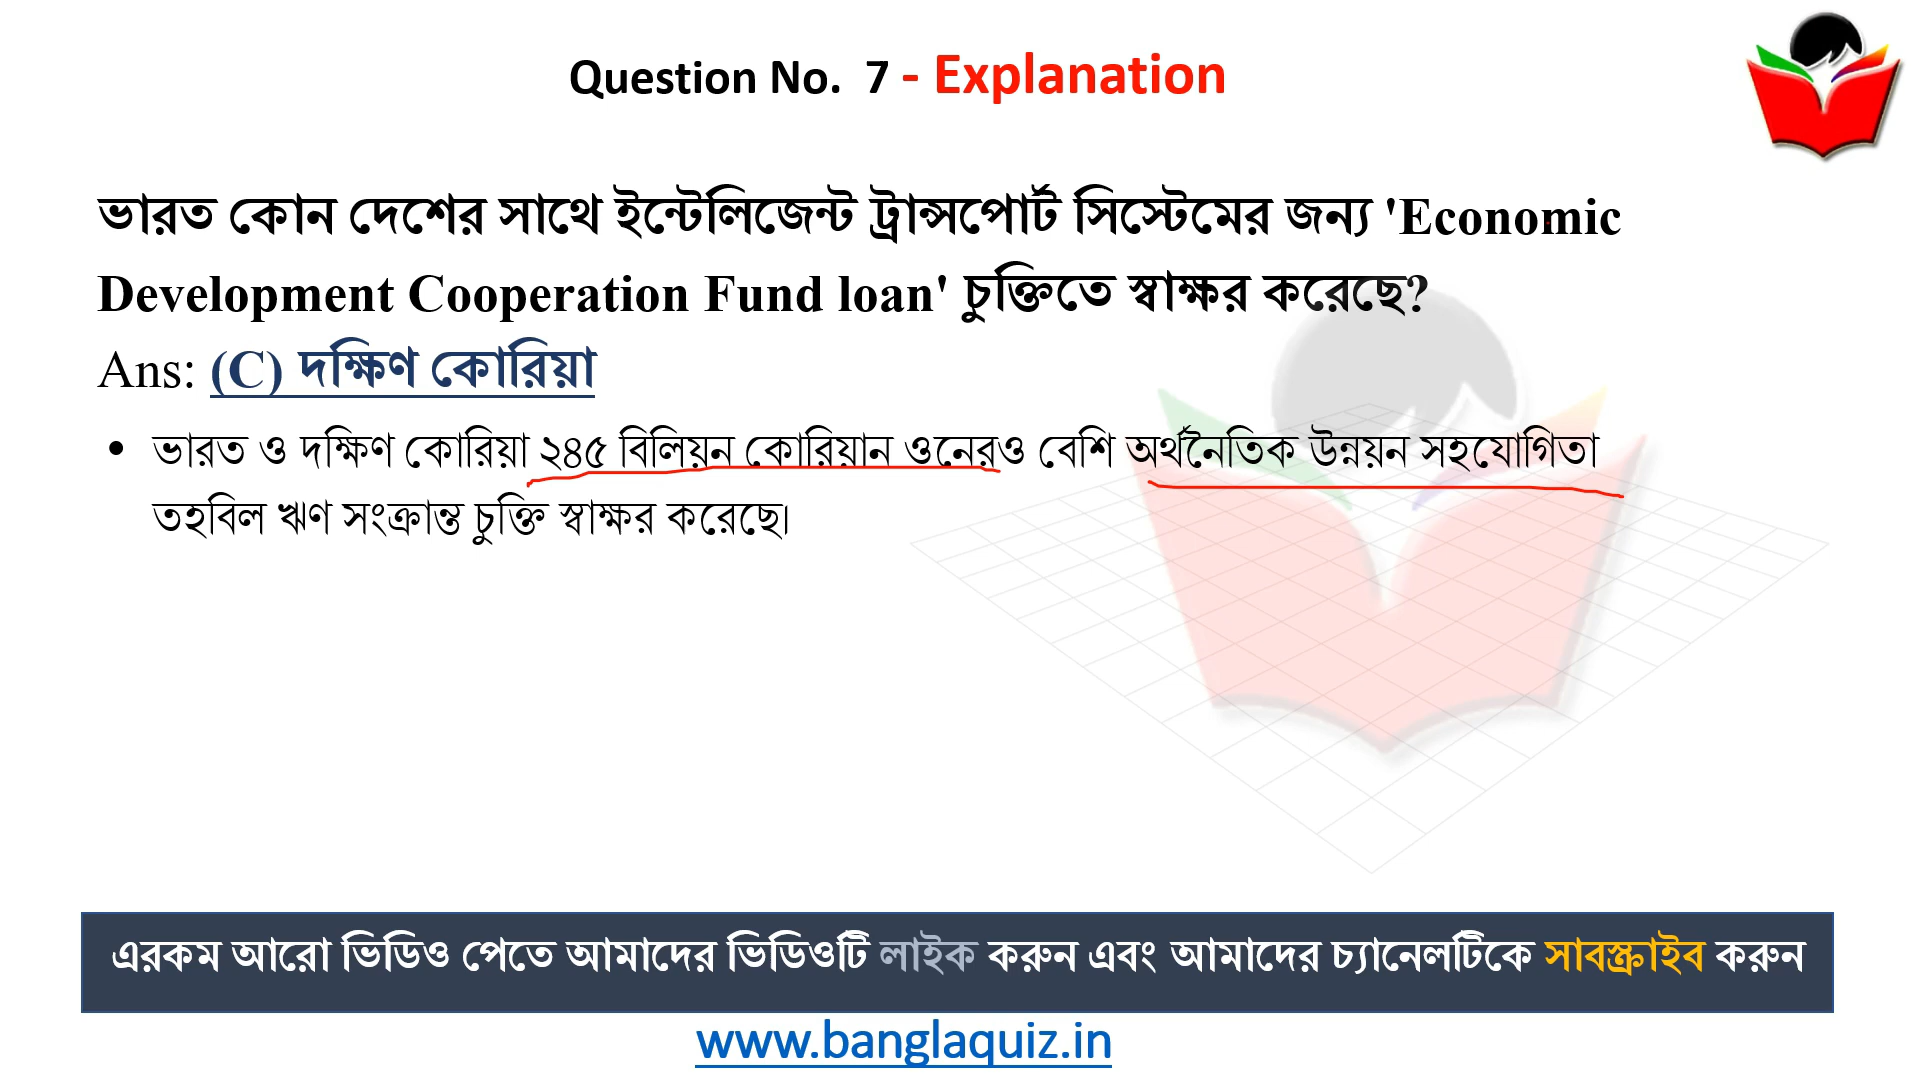 Question No. 7 - Explanation
ভারত কোন দেশের সাথে ইন্টেলিজেন্ট ট্রান্সপোর্ট সিস্টেমের জন্য 'Economic
Development Cooperation Fund loan' চুক্তিতে স্বাক্ষর করেছে?
Ans: (C) দক্ষিণ কোরিয়া
• ভারত ও দক্ষিণ কোরিয়া ২৪৫ বিলিয়ন কোরিয়ান ওনেরও বেশি অর্থনৈতিক উন্নয়ন সহযোগিতা
তহবিল ঋণ সংক্রান্ত চুক্তি স্বাক্ষর করেছে।
এরকম আরো ভিডিও পেতে আমাদের ভিডিওটি লাইক করুন এবং আমাদের চ্যানেলটিকে সাবস্ক্রাইব করুন
www.banglaquiz.in